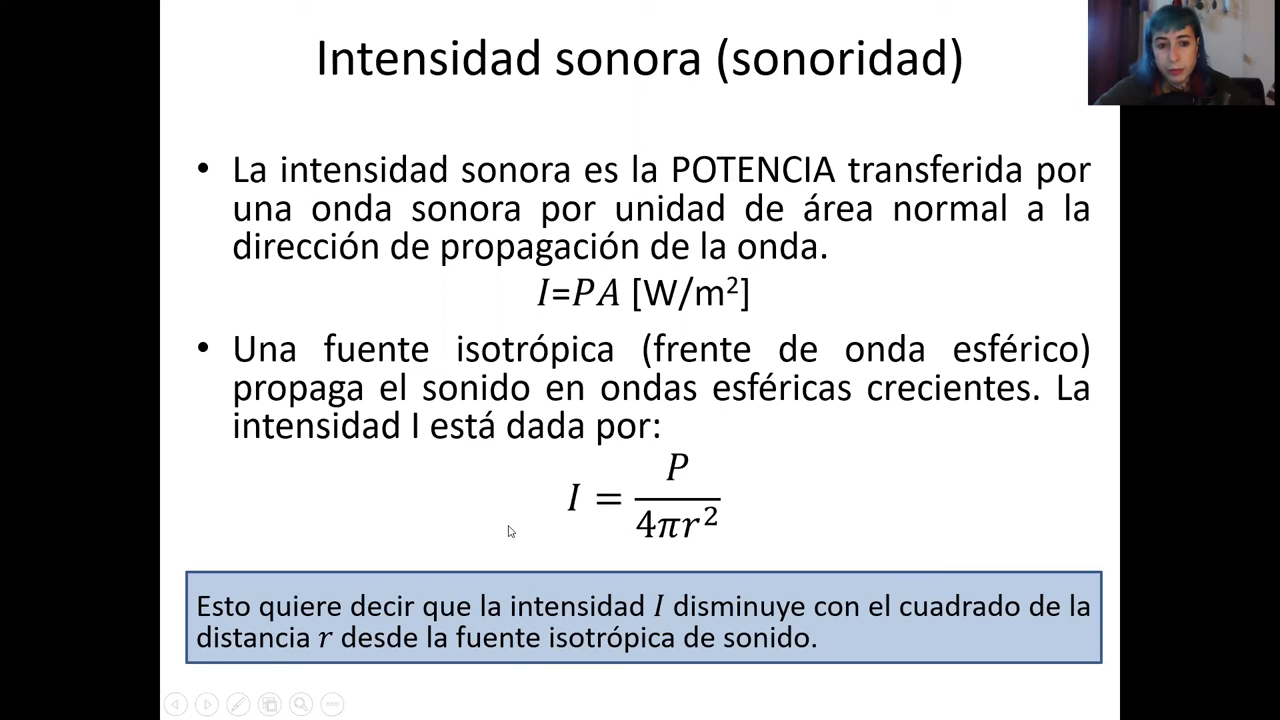 Intensidad sonora (sonoridad)
• La intensidad sonora es la POTENCIA transferida por
una onda sonora por unidad de área normal a la
dirección de propagación de la onda.
I=PA [W/m²]
• Una fuente isotrópica (frente de onda esférico)
propaga el sonido en ondas esféricas crecientes. La
intensidad I está dada por:
I = P / 4πr²
Esto quiere decir que la intensidad I disminuye con el cuadrado de la
distancia r desde la fuente isotrópica de sonido.